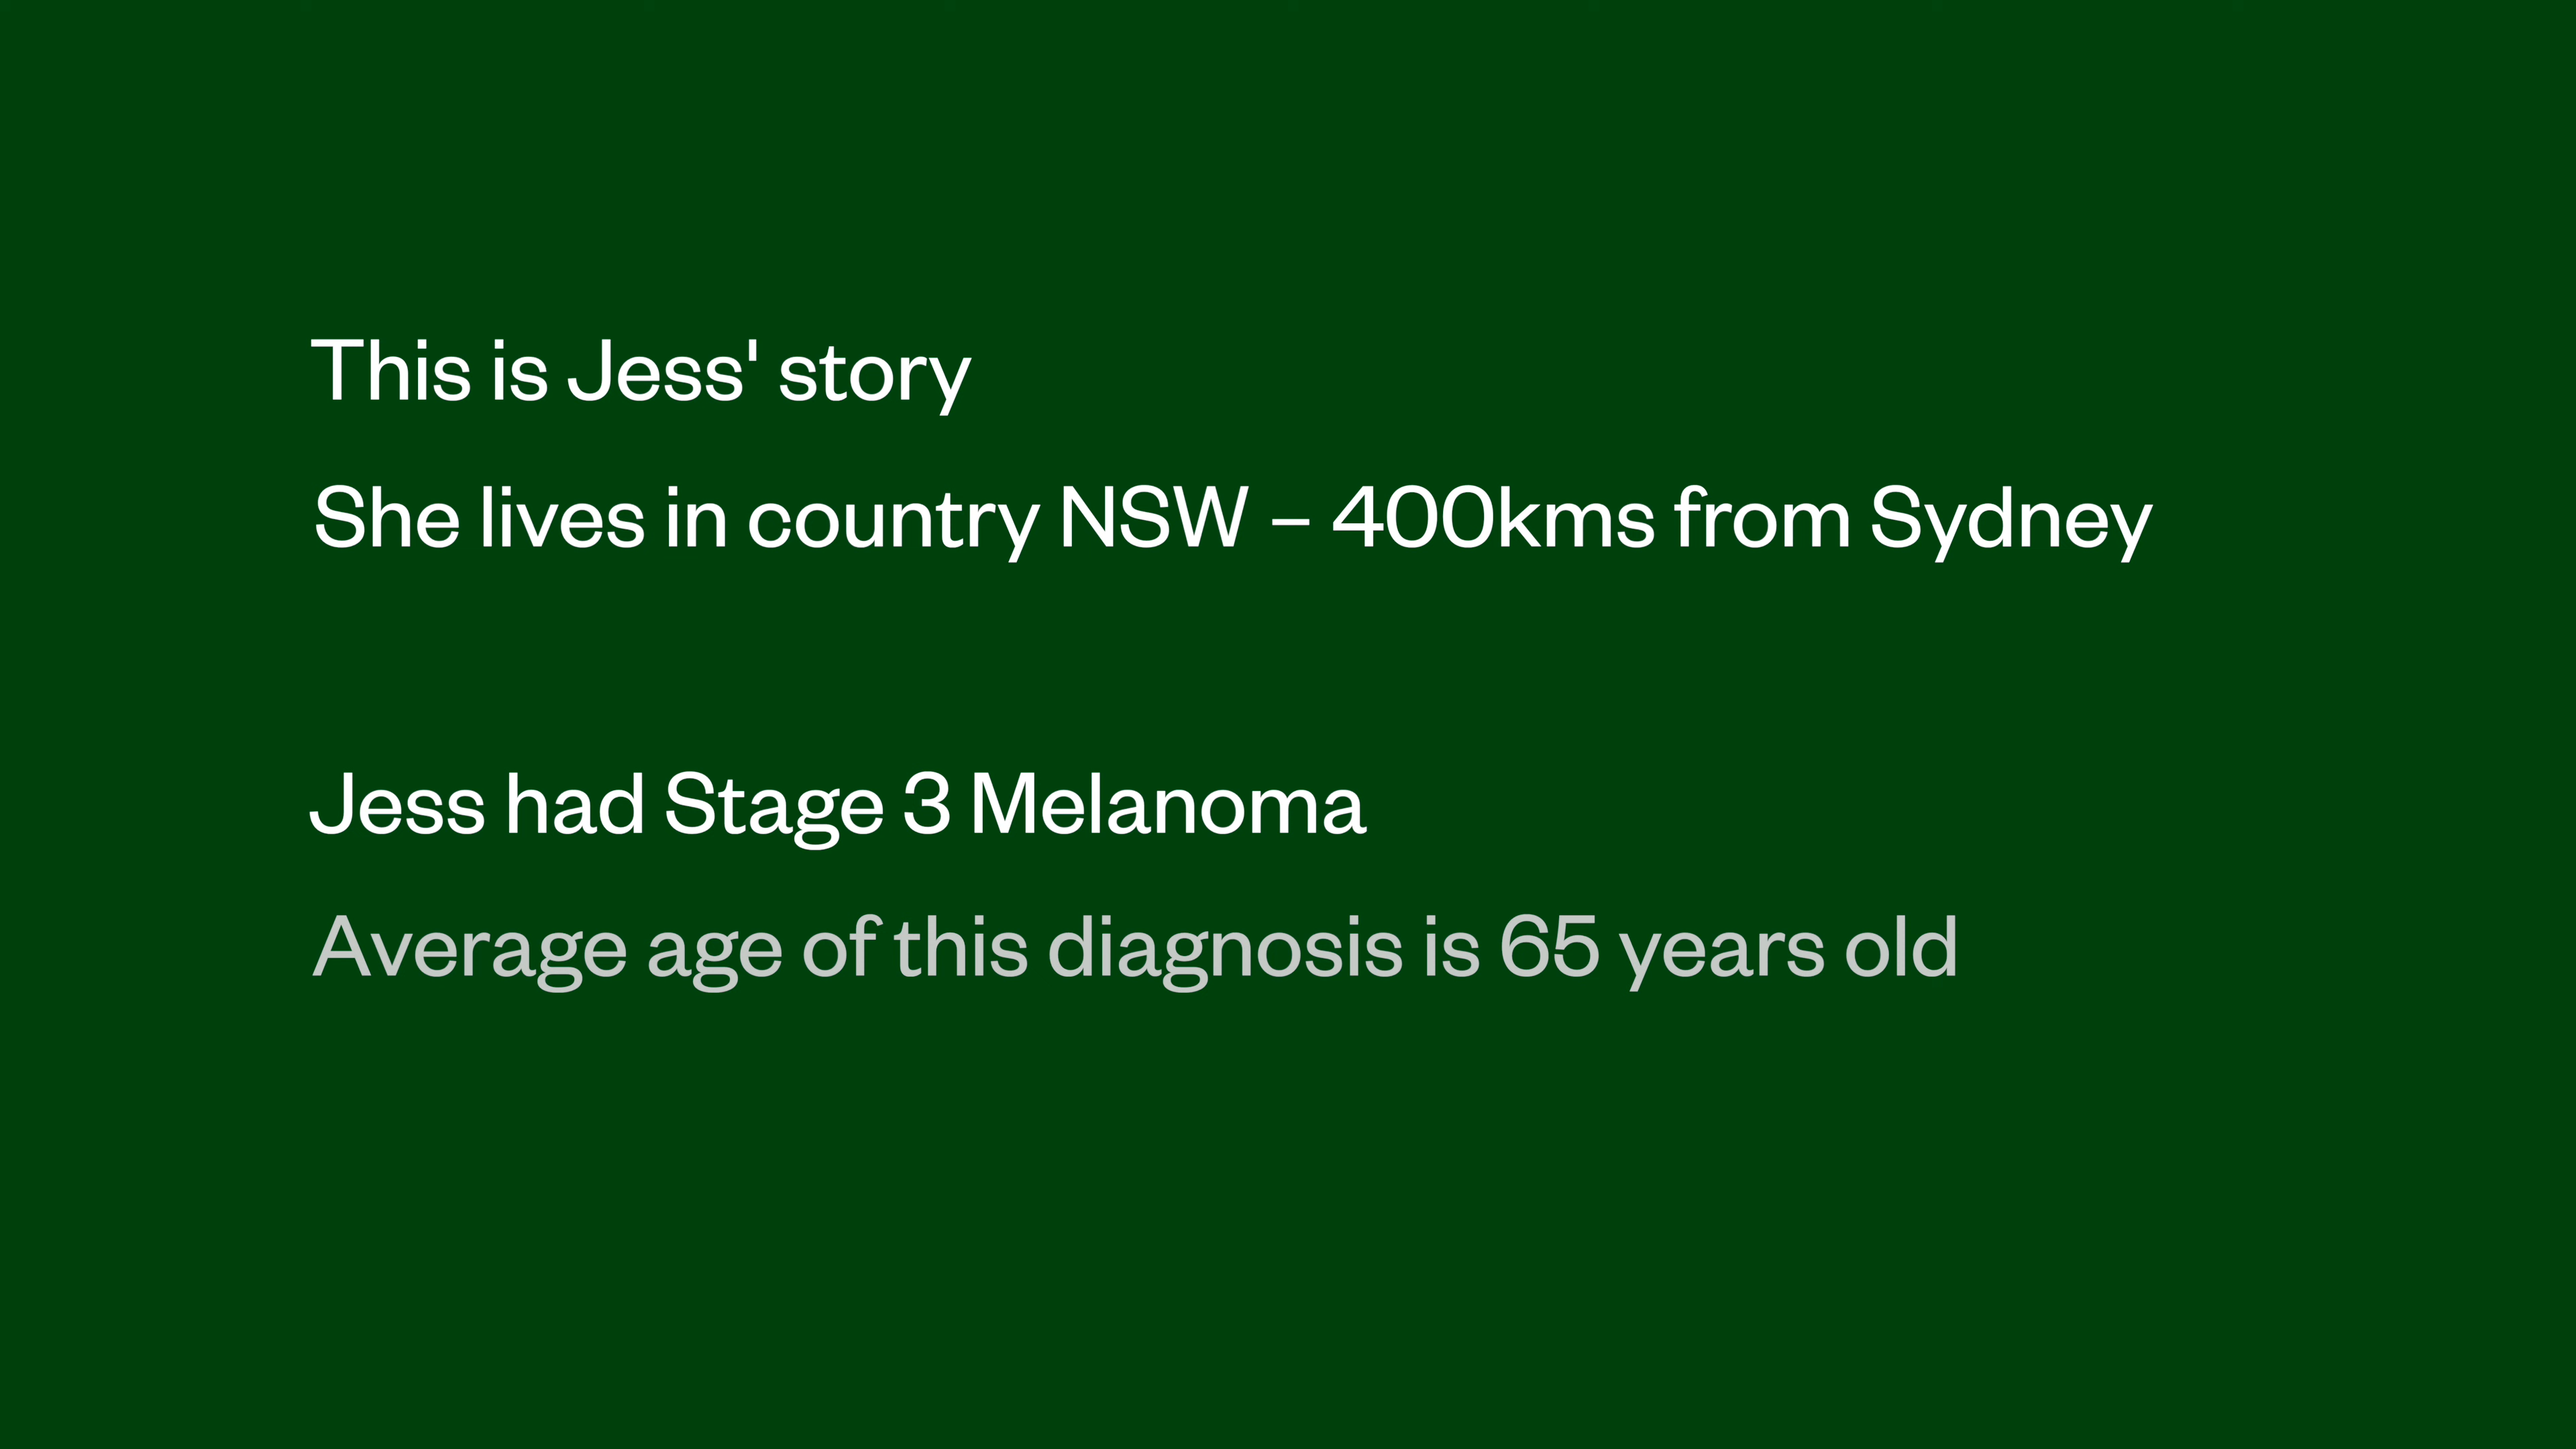 This is Jess' story
She lives in country NSW – 400kms from Sydney
Jess had Stage 3 Melanoma
Average age of this diagnosis is 65 years old